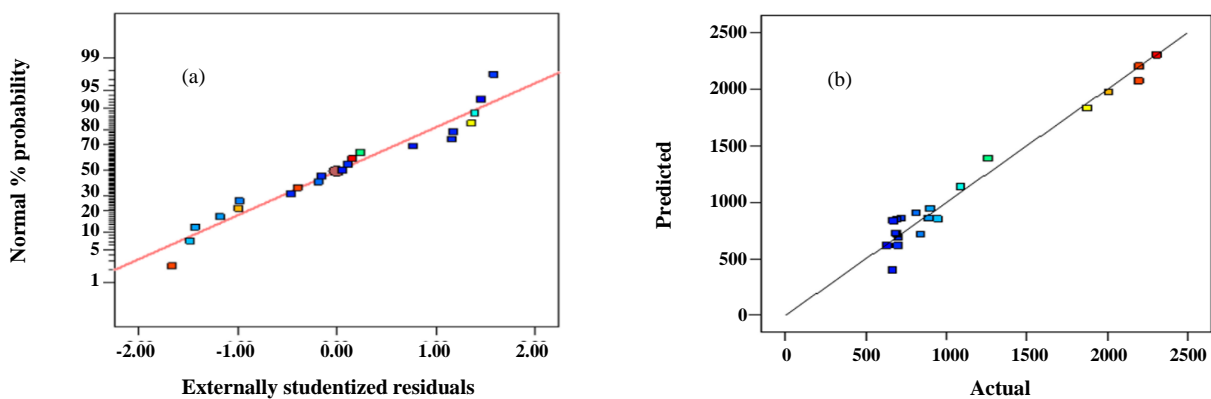 (a)
Normal % probability
99
95
90
80
70
50
30
20
10
5
1
-2.00 -1.00 0.00 1.00 2.00
Externally studentized residuals
(b)
Predicted
2500
2000
1500
1000
500
0
0 500 1000 1500 2000 2500
Actual